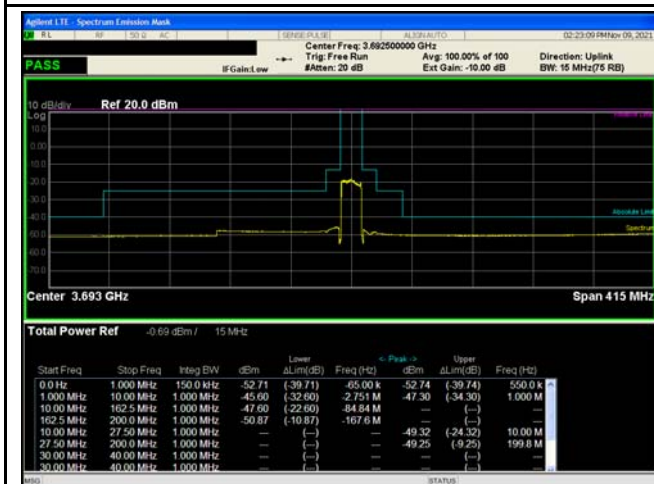 Agilent LTE - Spectrum Emission Mask
RL RF 50 Ω AC SENSE:PULSE ALIGN AUTO 02:23:09 PM Nov 09, 2021
Center Freq: 3.692500000 GHz
PASS Trig: Free Run Avg: 100.00% of 100 Direction: Uplink
IFGain:Low #Atten: 20 dB Ext Gain: -10.00 dB BW: 15 MHz(75 RB)
10 dB/div Ref 20.0 dBm
Log
10.0
0.00
-10.0
-20.0
-30.0
-40.0 Absolute Limit
-50.0 Spectrum
-60.0
-70.0
Center 3.693 GHz Span 415 MHz
Total Power Ref -0.69 dBm / 15 MHz
Lower <- Peak -> Upper
Start Freq Stop Freq Integ BW dBm ΔLim(dB) Freq (Hz) dBm ΔLim(dB) Freq (Hz)
0.0 Hz 1.000 MHz 150.0 kHz -52.71 (-39.71) -65.00 k -52.74 (-39.74) 550.0 k
1.000 MHz 10.00 MHz 1.000 MHz -45.60 (-32.60) -2.751 M -47.30 (-34.30) 1.000 M
10.00 MHz 162.5 MHz 1.000 MHz -47.60 (-22.60) -84.84 M --- (---)
162.5 MHz 200.0 MHz 1.000 MHz -50.87 (-10.87) -167.6 M --- (---)
10.00 MHz 27.50 MHz 1.000 MHz --- (---) -49.32 (-24.32) 10.00 M
27.50 MHz 200.0 MHz 1.000 MHz --- (---) -49.25 (-9.25) 199.8 M
30.00 MHz 40.00 MHz 1.000 MHz --- (---) --- (---)
30.00 MHz 40.00 MHz 1.000 MHz --- (---) --- (---)
MSG STATUS